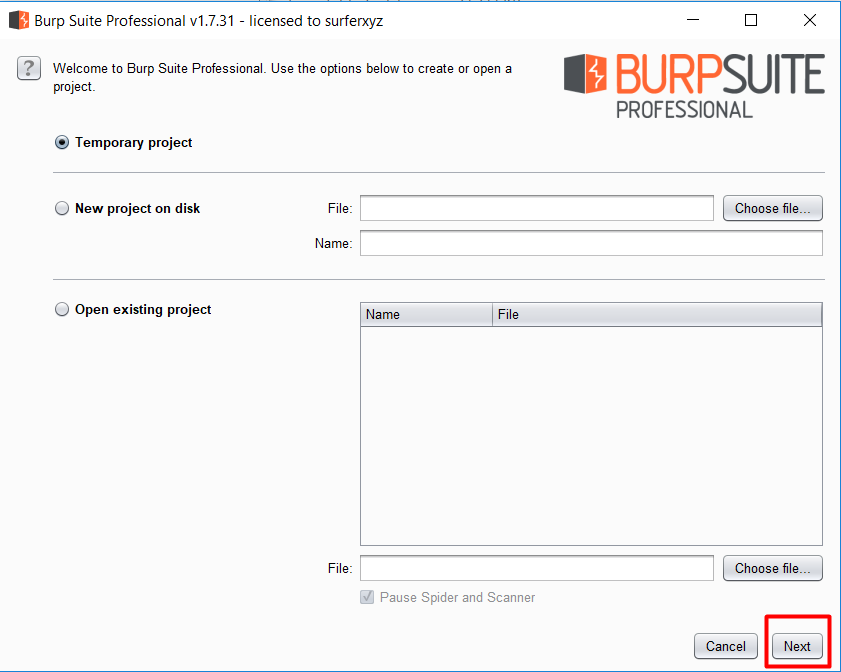 Burp Suite Professional v1.7.31 - licensed to surferxyz
?
Welcome to Burp Suite Professional. Use the options below to create or open a
project.
BURPSUITE
PROFESSIONAL
Temporary project
New project on disk
File:
Choose file...
Name:
Open existing project
Name
File
File:
Choose file...
Pause Spider and Scanner
Cancel
Next